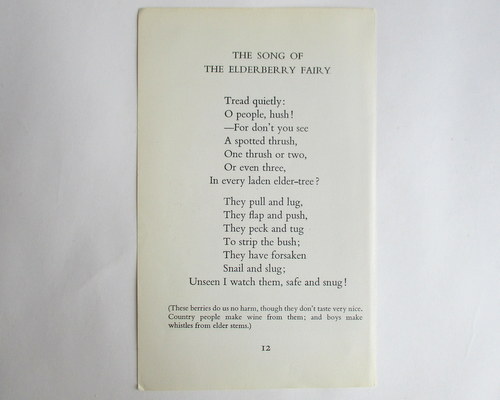 THE SONG OF
THE ELDERBERRY FAIRY
Tread quietly:
O people, hush!
—For don't you see
A spotted thrush,
One thrush or two,
Or even three,
In every laden elder-tree?
They pull and lug,
They flap and push,
They peck and tug
To strip the bush;
They have forsaken
Snail and slug;
Unseen I watch them, safe and snug!
(These berries do us no harm, though they don't taste very nice.
Country people make wine from them; and boys make
whistles from elder stems.)
12